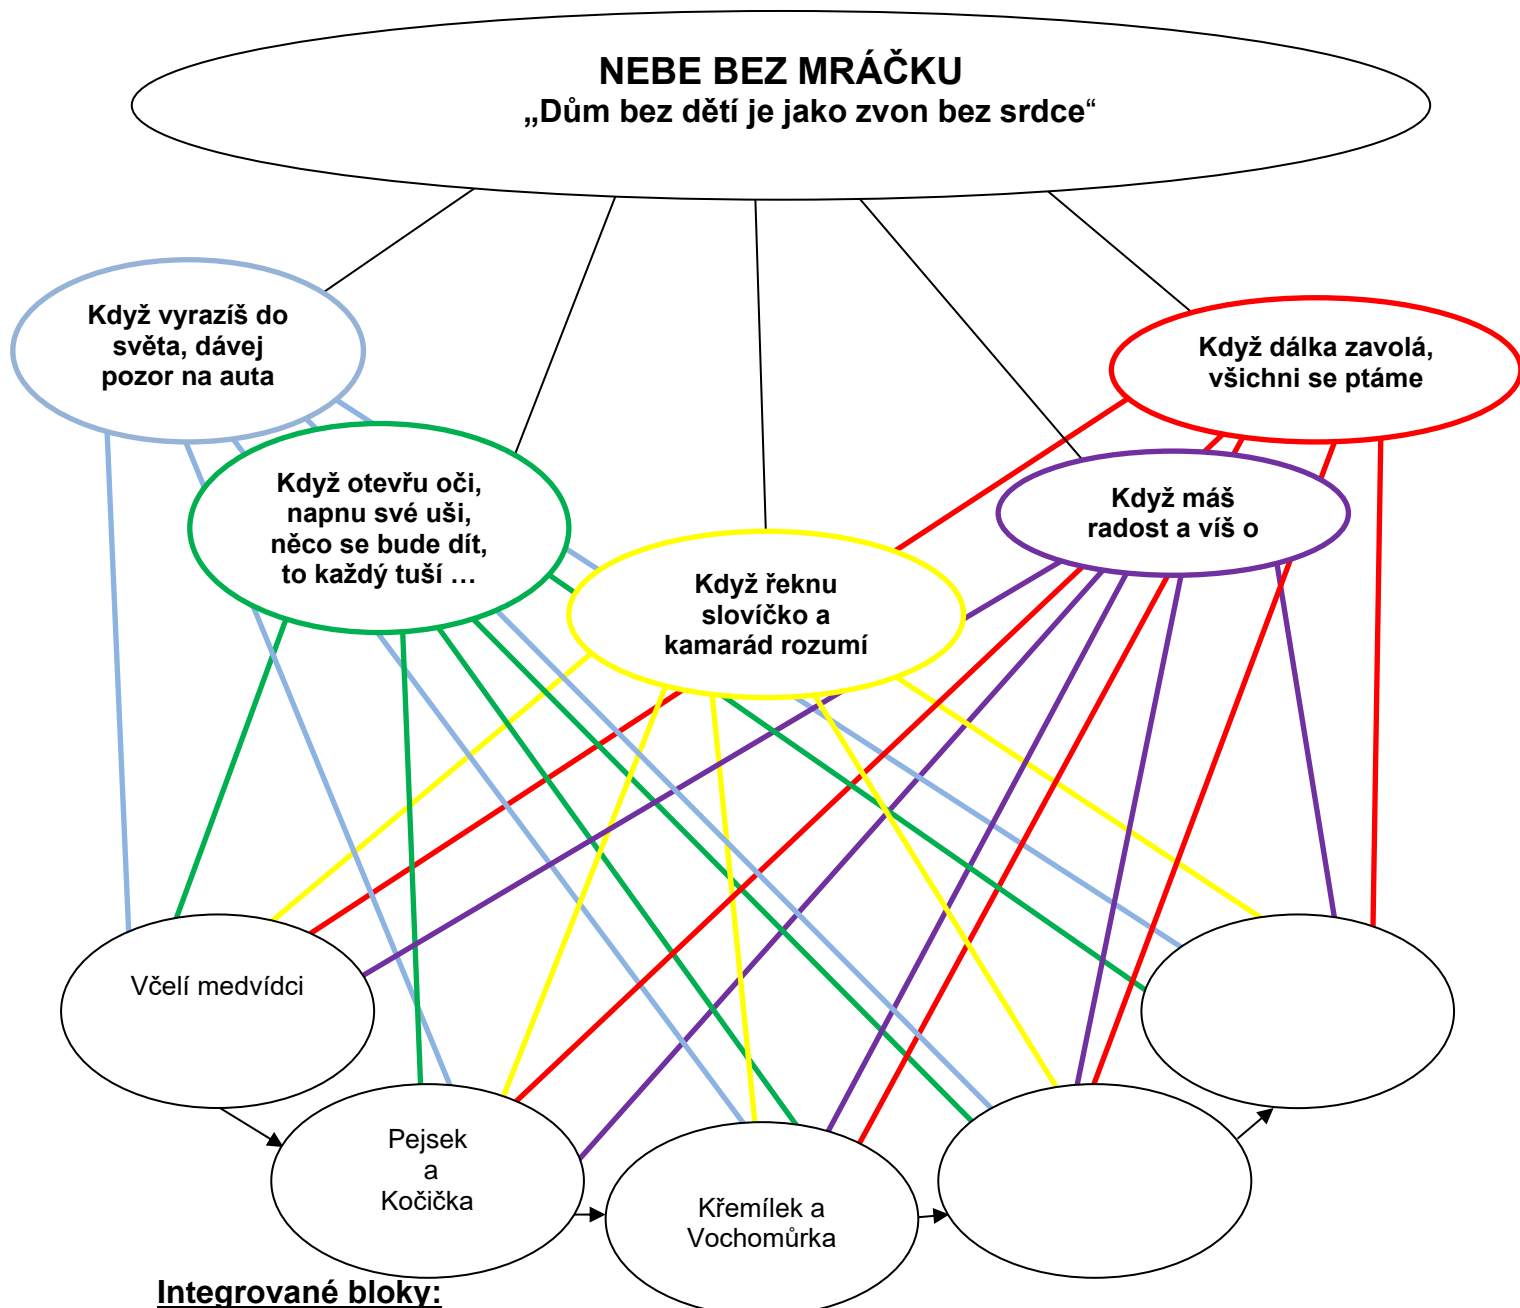 NEBE BEZ MRÁČKU
„Dům bez dětí je jako zvon bez srdce“
Když vyrazíš do
světa, dávej
pozor na auta
Když dálka zavolá,
všichni se ptáme
Když otevřu oči,
napnu své uši,
něco se bude dít,
to každý tuší …
Když máš
radost a víš o
Když řeknu
slovíčko a
kamarád rozumí
Včelí medvídci
Pejsek
a
Kočička
Křemílek a
Vochomůrka
Integrované bloky: